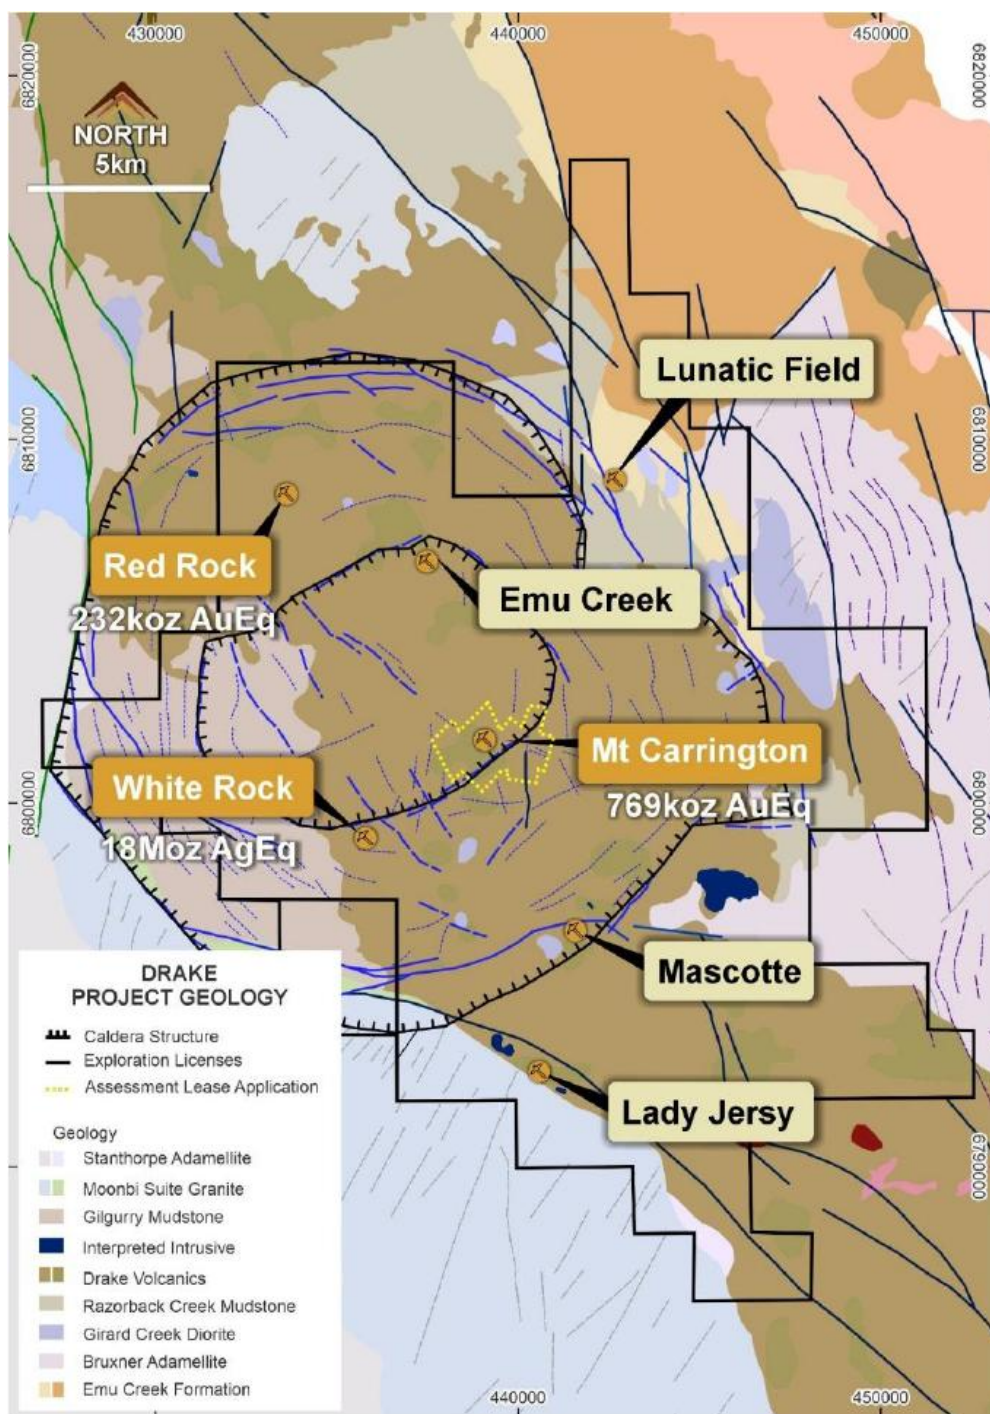 430000
440000
450000
6820000
6820000
NORTH
5km
Lunatic Field
6810000
6810000
Red Rock
232koz AuEq
Emu Creek
Mt Carrington
769koz AuEq
White Rock
18Moz AgEq
6800000
6800000
Mascotte
Lady Jersy
6790000
DRAKE
PROJECT GEOLOGY
Caldera Structure
Exploration Licenses
Assessment Lease Application
Geology
Stanthorpe Adamellite
Moonbi Suite Granite
Gilgurry Mudstone
Interpreted Intrusive
Drake Volcanics
Razorback Creek Mudstone
Girard Creek Diorite
Bruxner Adamellite
Emu Creek Formation
440000
450000